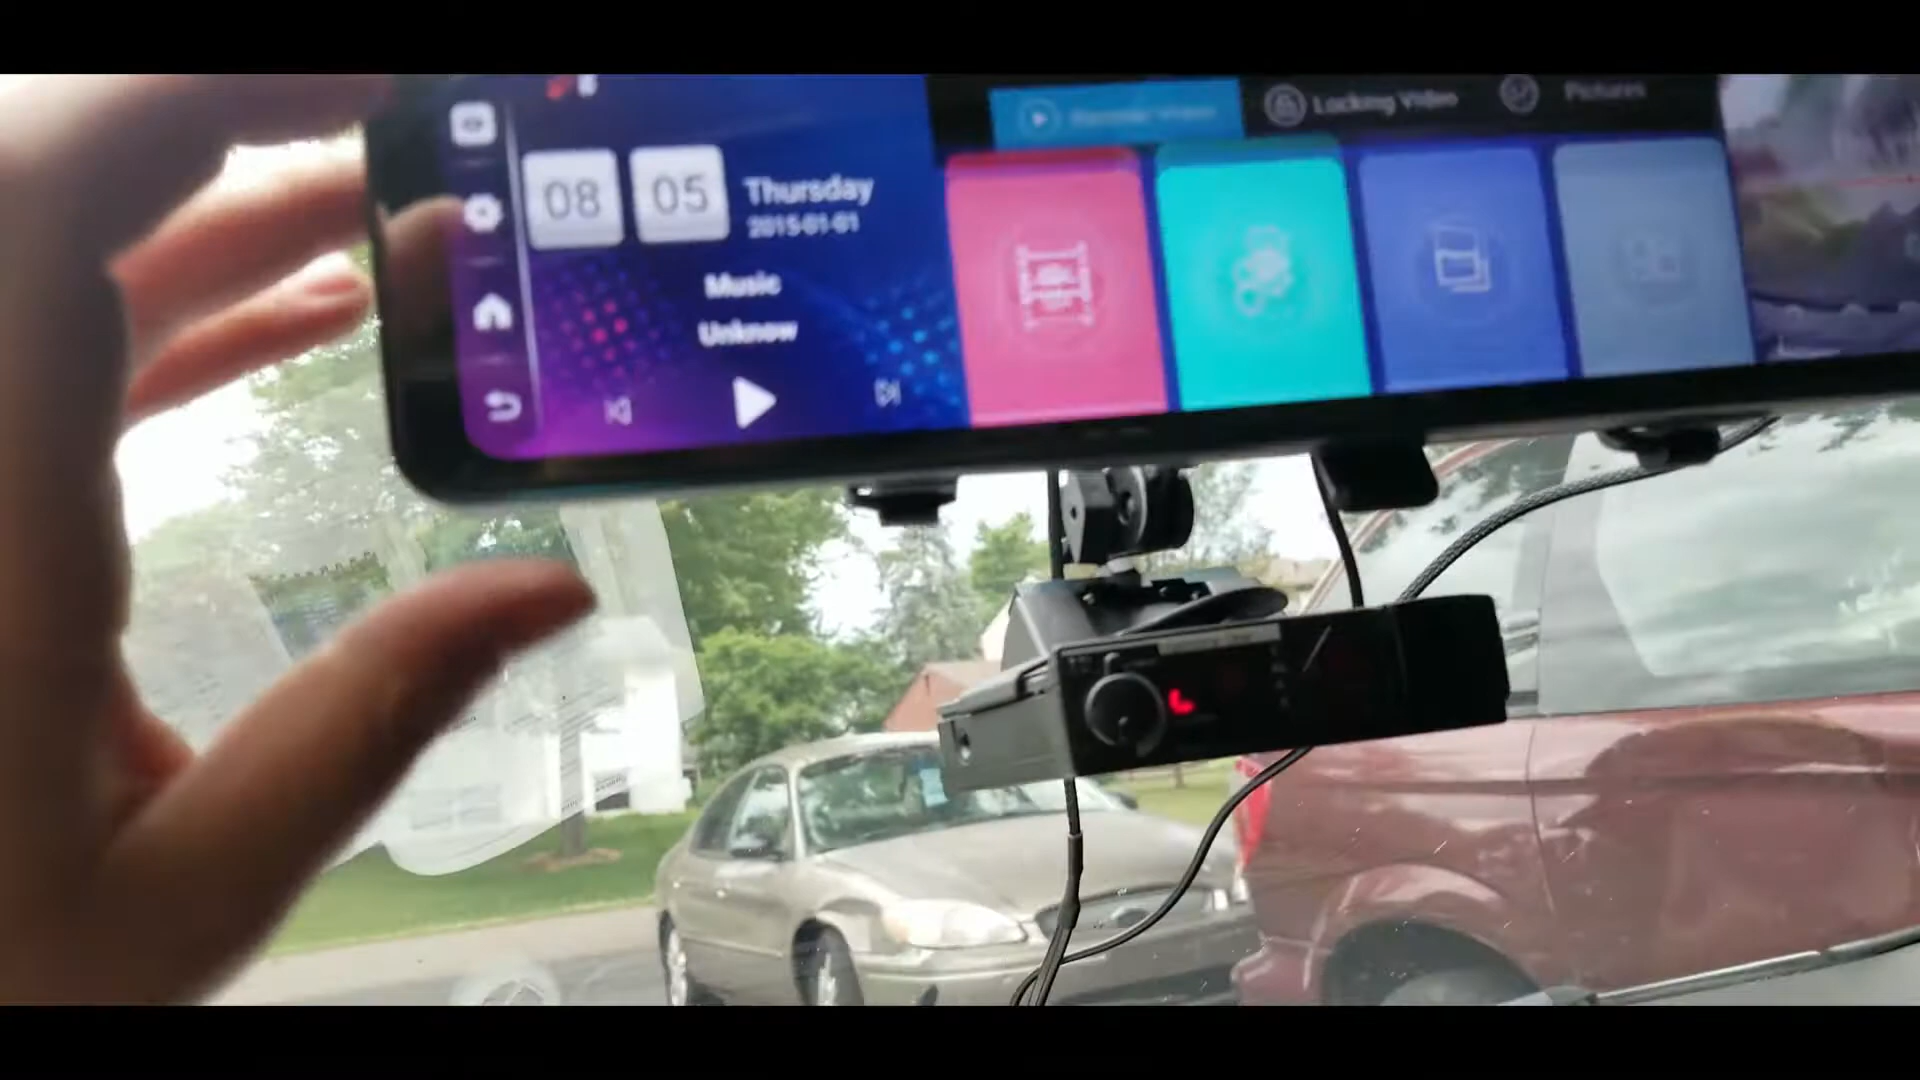 Locking Video
Pictures
08 05 Thursday
2015-01-01
Music
Unknow